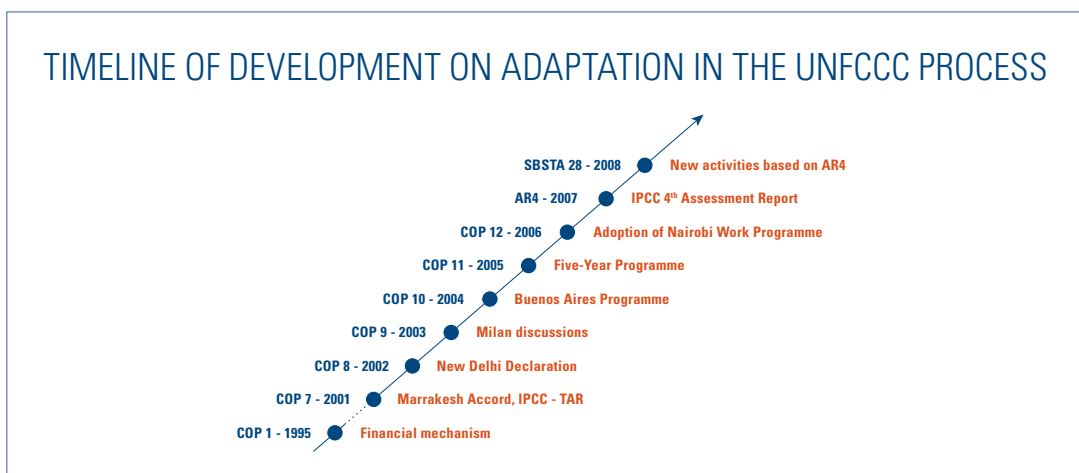 TIMELINE OF DEVELOPMENT ON ADAPTATION IN THE UNFCCC PROCESS
SBSTA 28 - 2008 New activities based on AR4
AR4 - 2007 IPCC 4th Assessment Report
COP 12 - 2006 Adoption of Nairobi Work Programme
COP 11 - 2005 Five-Year Programme
COP 10 - 2004 Buenos Aires Programme
COP 9 - 2003 Milan discussions
COP 8 - 2002 New Delhi Declaration
COP 7 - 2001 Marrakesh Accord, IPCC - TAR
COP 1 - 1995 Financial mechanism